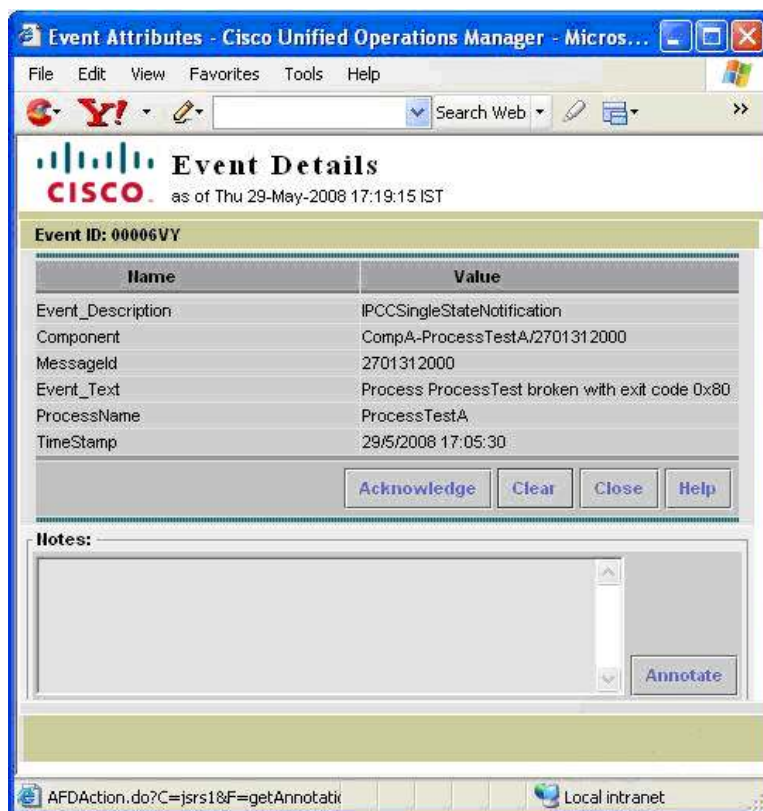 Event Attributes - Cisco Unified Operations Manager - Micros...
File Edit View Favorites Tools Help
Y! Search Web »
CISCO Event Details
as of Thu 29-May-2008 17:19:15 IST
Event ID: 00006VY
Name Value
Event_Description IPCCSingleStateNotification
Component CompA-ProcessTestA/2701312000
MessageId 2701312000
Event_Text Process ProcessTest broken with exit code 0x80
ProcessName ProcessTestA
TimeStamp 29/5/2008 17:05:30
Acknowledge Clear Close Help
Notes:
Annotate
AFDAction.do?C=jsrs1&F=getAnnotatic Local intranet